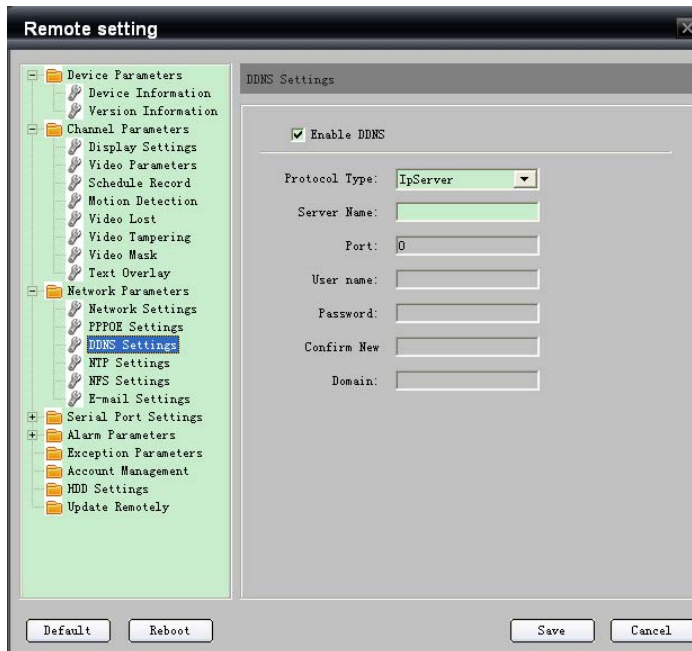 Remote setting
Device Parameters
Device Information
Version Information
Channel Parameters
Display Settings
Video Parameters
Schedule Record
Motion Detection
Video Lost
Video Tampering
Video Mask
Text Overlay
Network Parameters
Network Settings
PPPOE Settings
DDNS Settings
NTP Settings
NFS Settings
E-mail Settings
Serial Port Settings
Alarm Parameters
Exception Parameters
Account Management
HDD Settings
Update Remotely
DDNS Settings
Enable DDNS
Protocol Type: IpServer
Server Name:
Port: 0
User name:
Password:
Confirm New
Domain:
Default Reboot Save Cancel